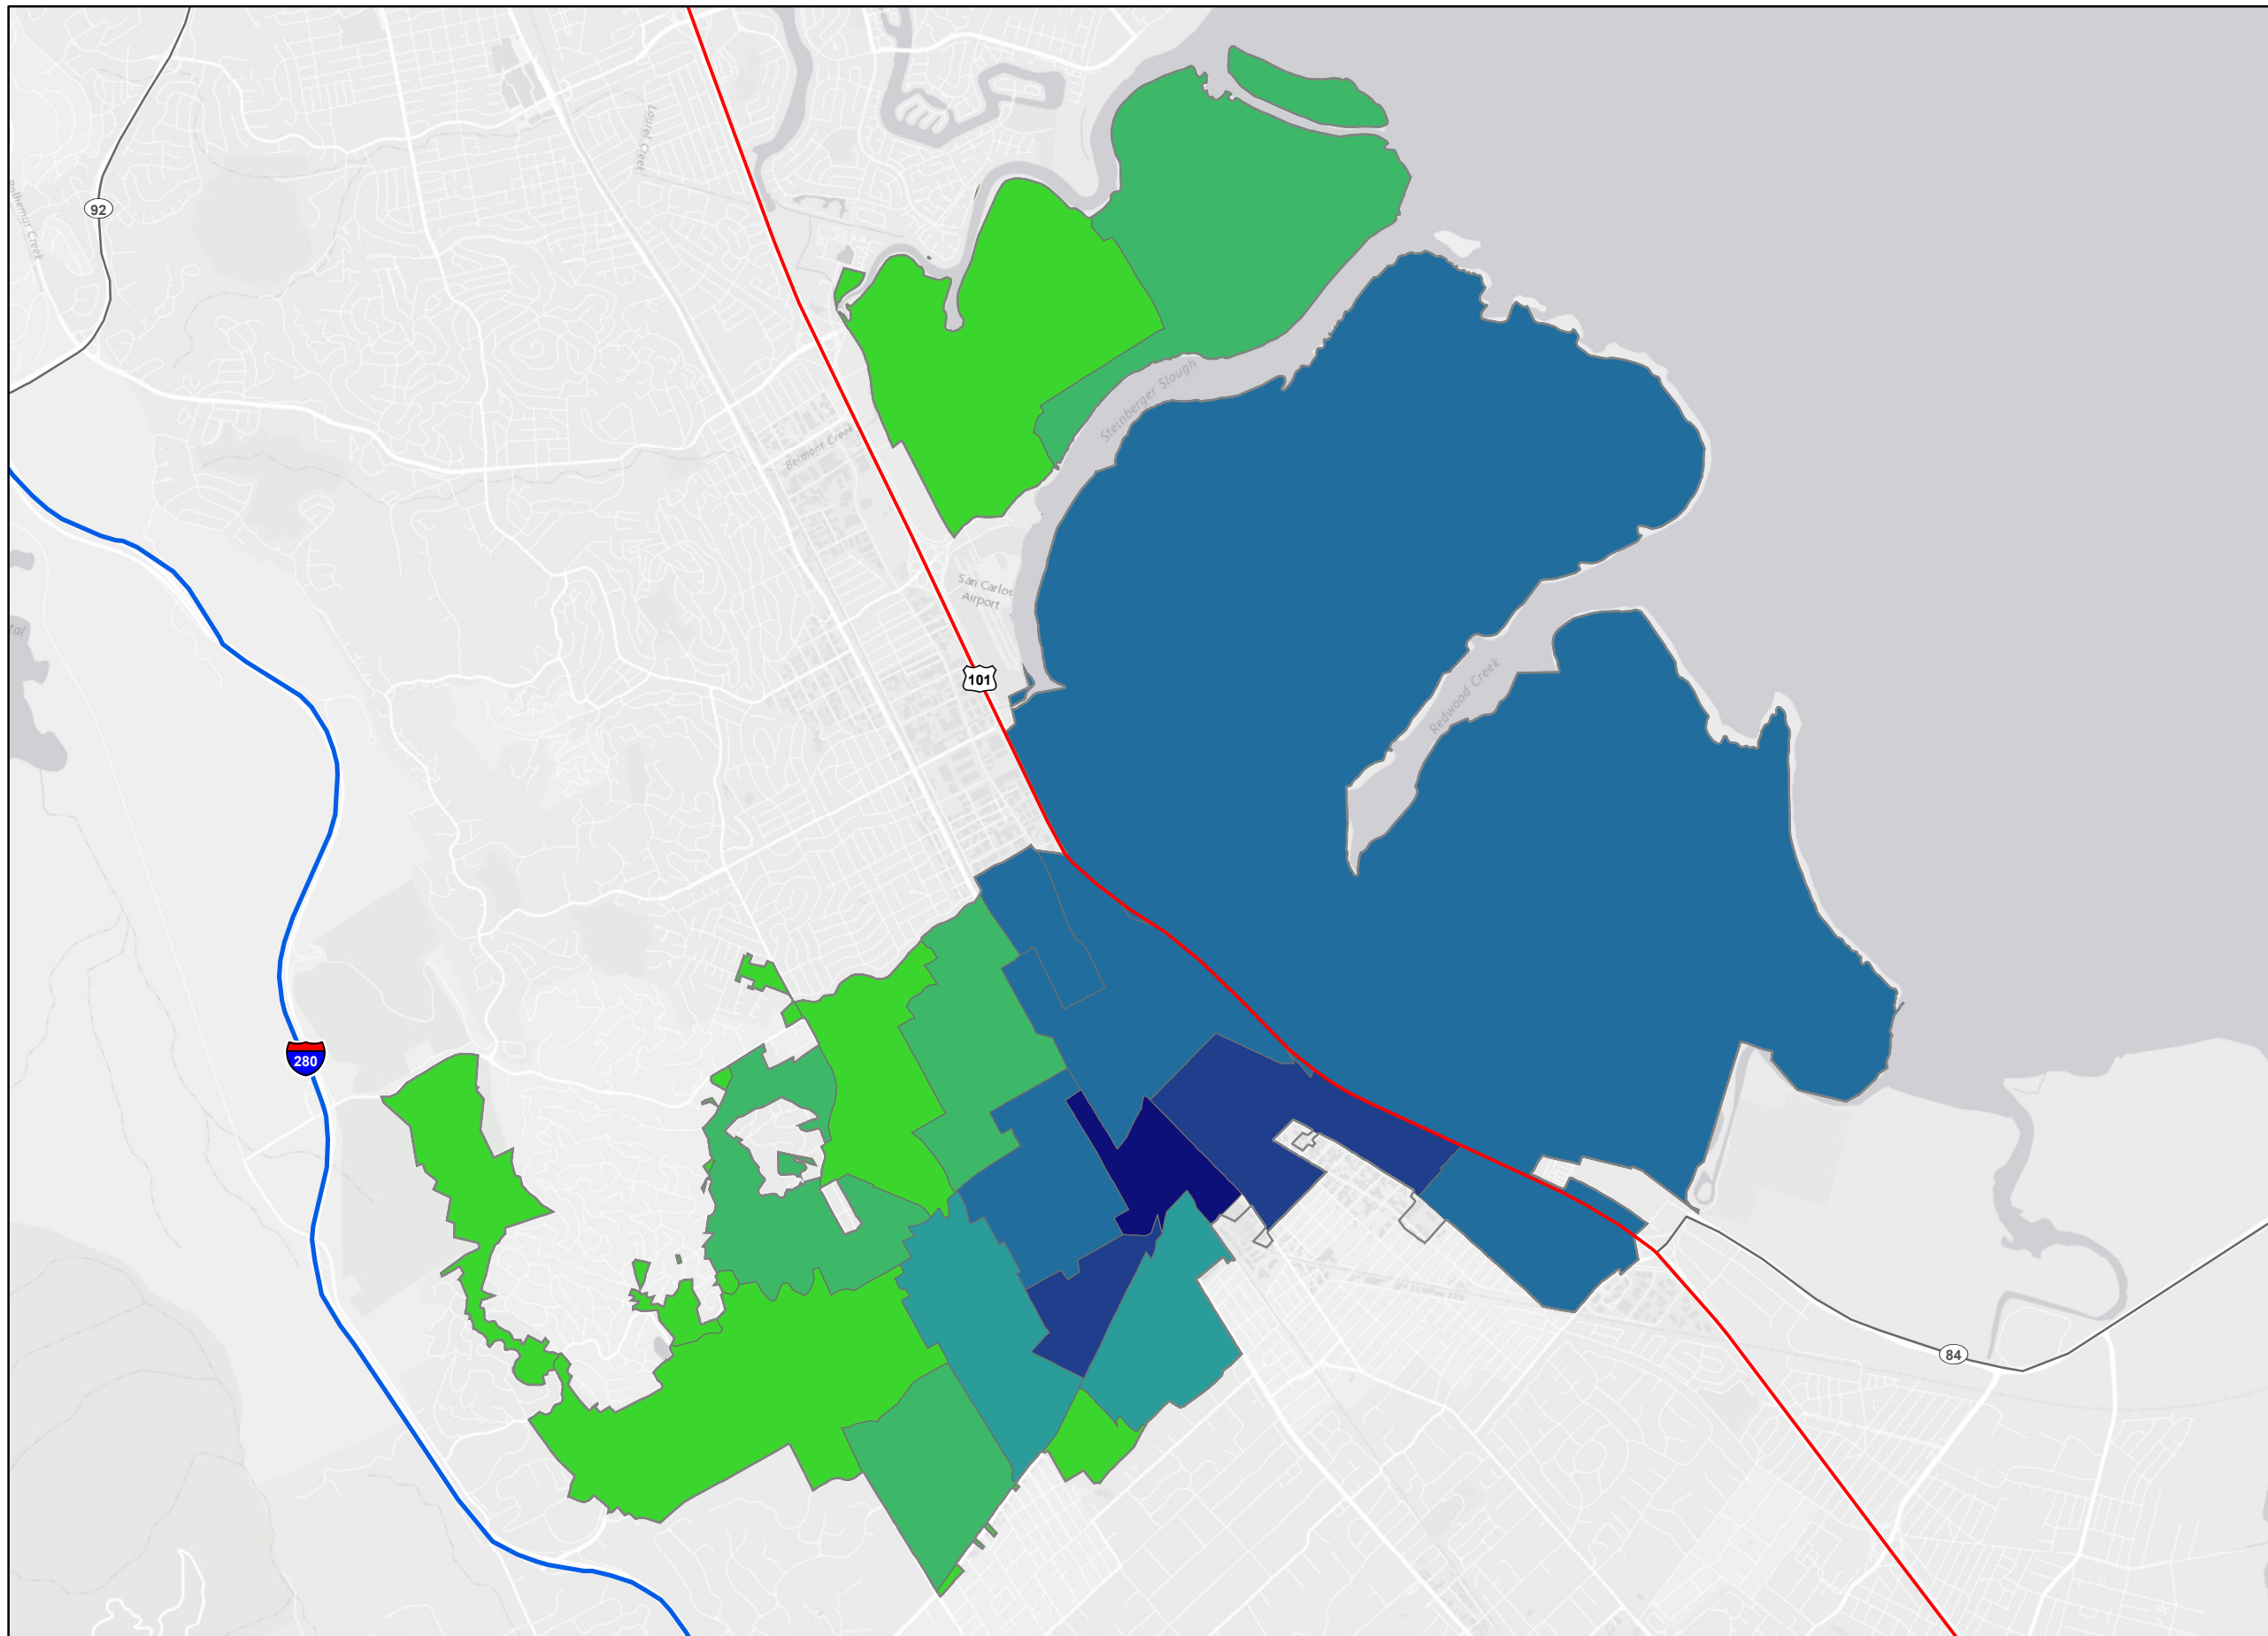 Laurel Creek
92
Belmont Creek
Steinberger Slough
San Carlos
Airport
101
Redwood Creek
280
84